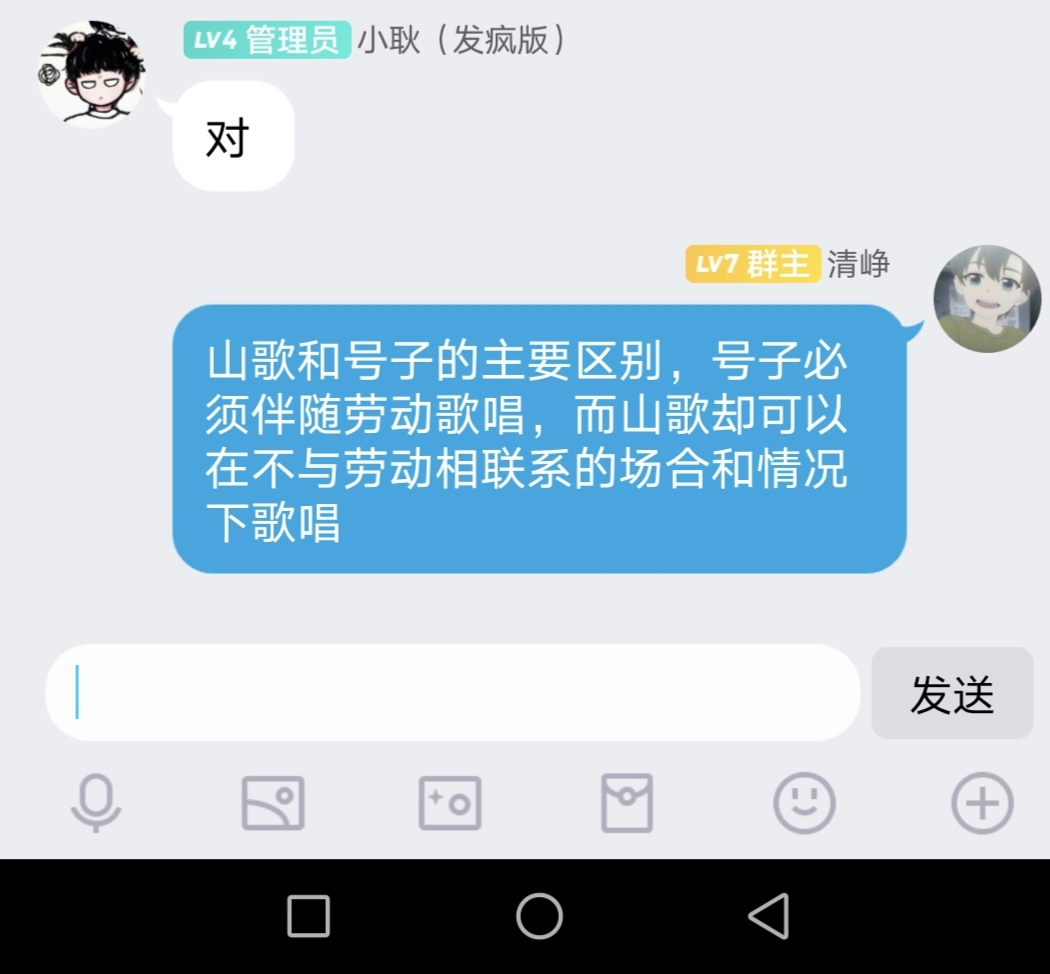 LV4 管理员 小耿（发疯版）
对
LV7 群主 清峥
山歌和号子的主要区别，号子必
须伴随劳动歌唱，而山歌却可以
在不与劳动相联系的场合和情况
下歌唱
发送